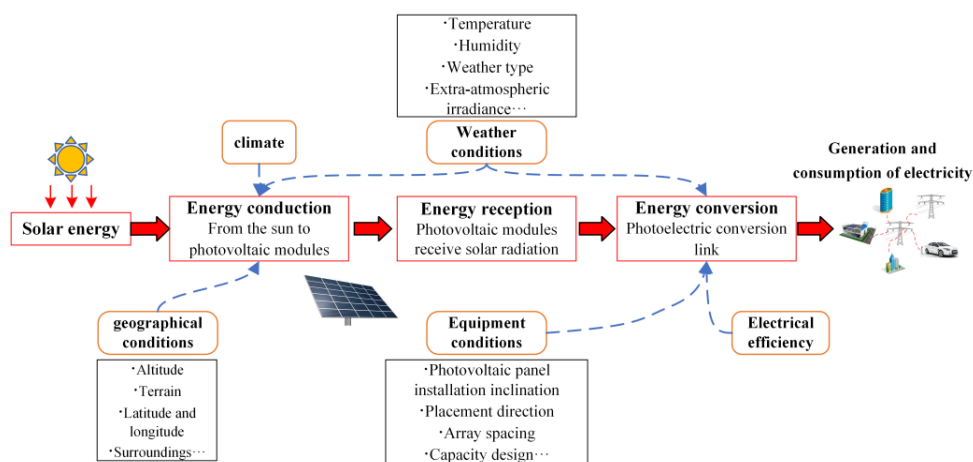 ·Temperature
·Humidity
·Weather type
·Extra-atmospheric
irradiance···
climate
Weather
conditions
Generation and
consumption of electricity
Solar energy
Energy conduction
From the sun to
photovoltaic modules
Energy reception
Photovoltaic modules
receive solar radiation
Energy conversion
Photoelectric conversion
link
geographical
conditions
·Altitude
·Terrain
·Latitude and
longitude
·Surroundings···
Equipment
conditions
·Photovoltaic panel
installation inclination
·Placement direction
·Array spacing
·Capacity design···
Electrical
efficiency